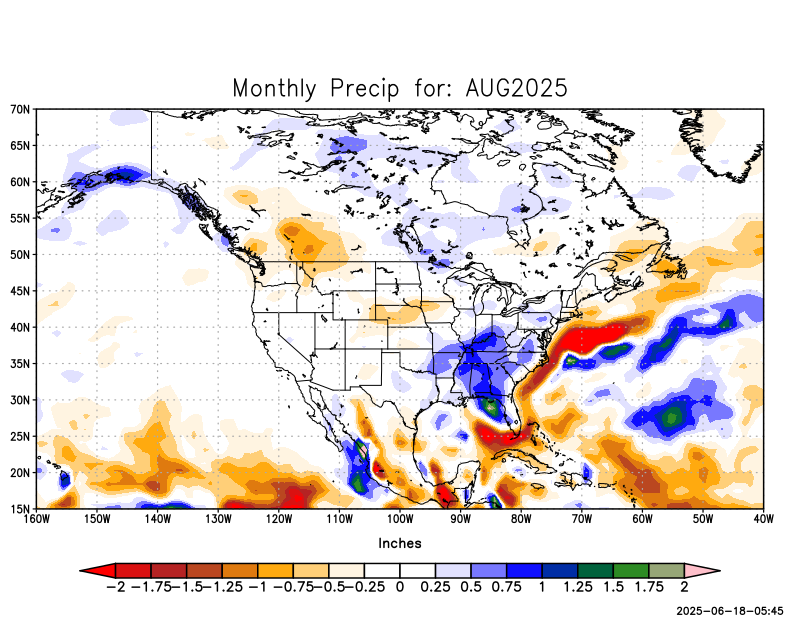 Monthly Precip for: AUG2025
70N
65N
60N
55N
50N
45N
40N
35N
30N
25N
20N
15N
160W 150W 140W 130W 120W 110W 100W 90W 80W 70W 60W 50W 40W
Inches
−2 −1.75−1.5−1.25−1 −0.75−0.5−0.25 0 0.25 0.5 0.75 1 1.25 1.5 1.75 2
2025-06-18-05:45